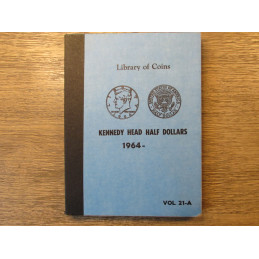 Library of Coins
KENNEDY HEAD HALF DOLLARS
1964-
VOL. 21-A